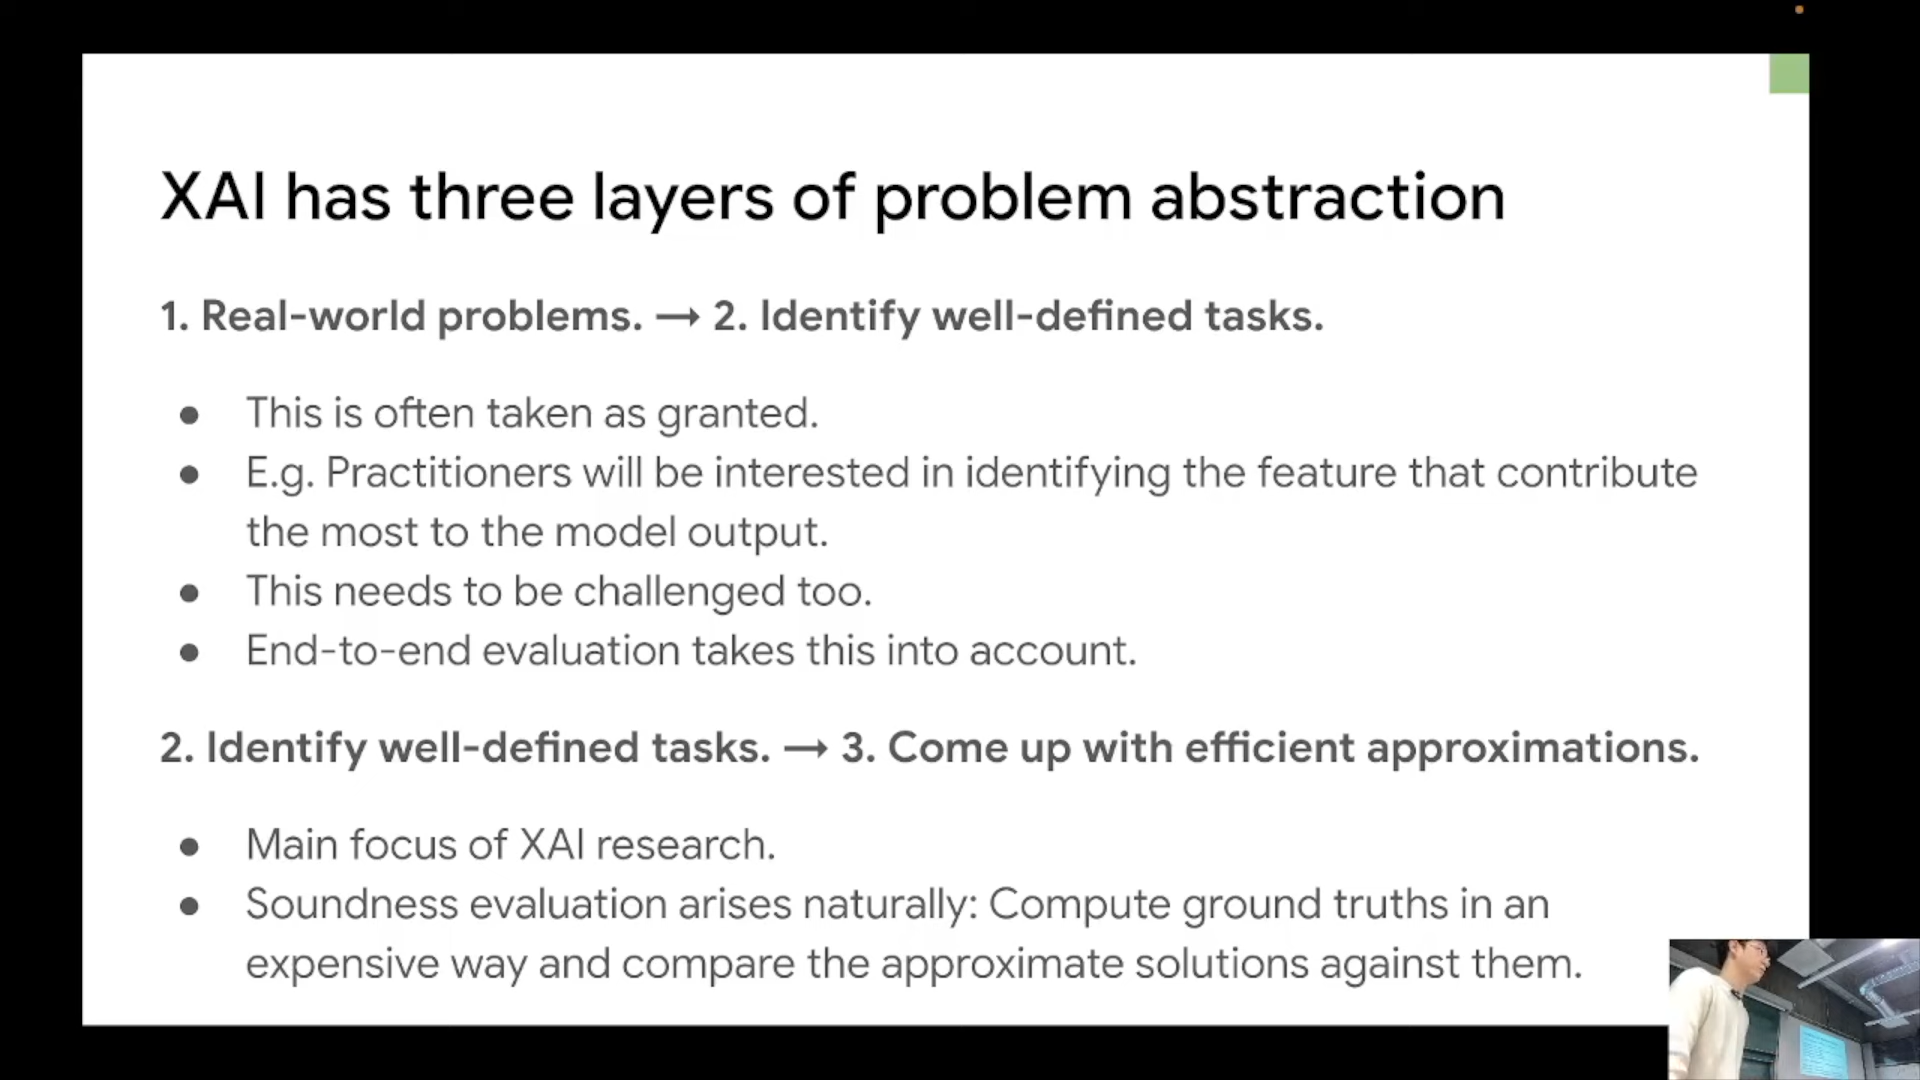 XAI has three layers of problem abstraction
1. Real-world problems. → 2. Identify well-defined tasks.
● This is often taken as granted.
● E.g. Practitioners will be interested in identifying the feature that contribute
the most to the model output.
● This needs to be challenged too.
● End-to-end evaluation takes this into account.
2. Identify well-defined tasks. → 3. Come up with efficient approximations.
● Main focus of XAI research.
● Soundness evaluation arises naturally: Compute ground truths in an
expensive way and compare the approximate solutions against them.